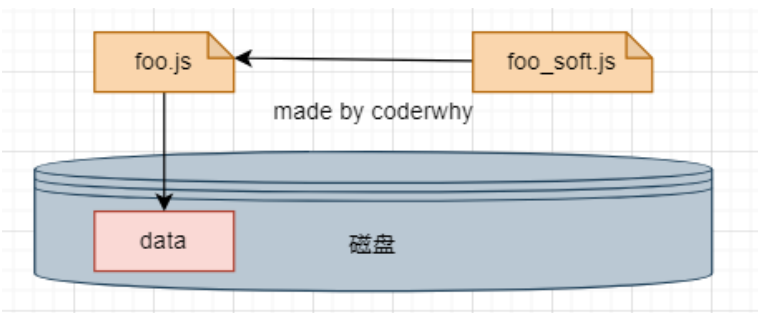 foo.js
foo_soft.js
made by coderwhy
data
磁盘